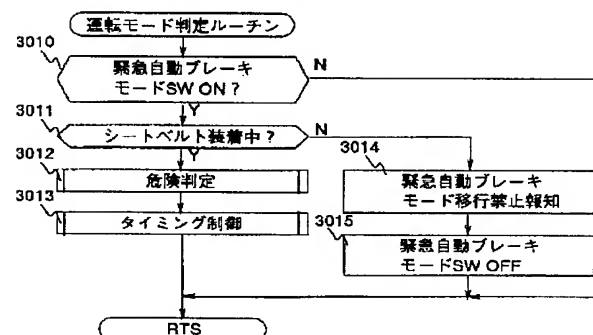 運転モード判定ルーチン
3010
緊急自動ブレーキ
モードSW ON?
N
Y
3011
シートベルト装着中?
N
Y
3012
危険判定
3013
タイミング制御
3014
緊急自動ブレーキ
モード移行禁止報知
3015
緊急自動ブレーキ
モードSW OFF
RTS